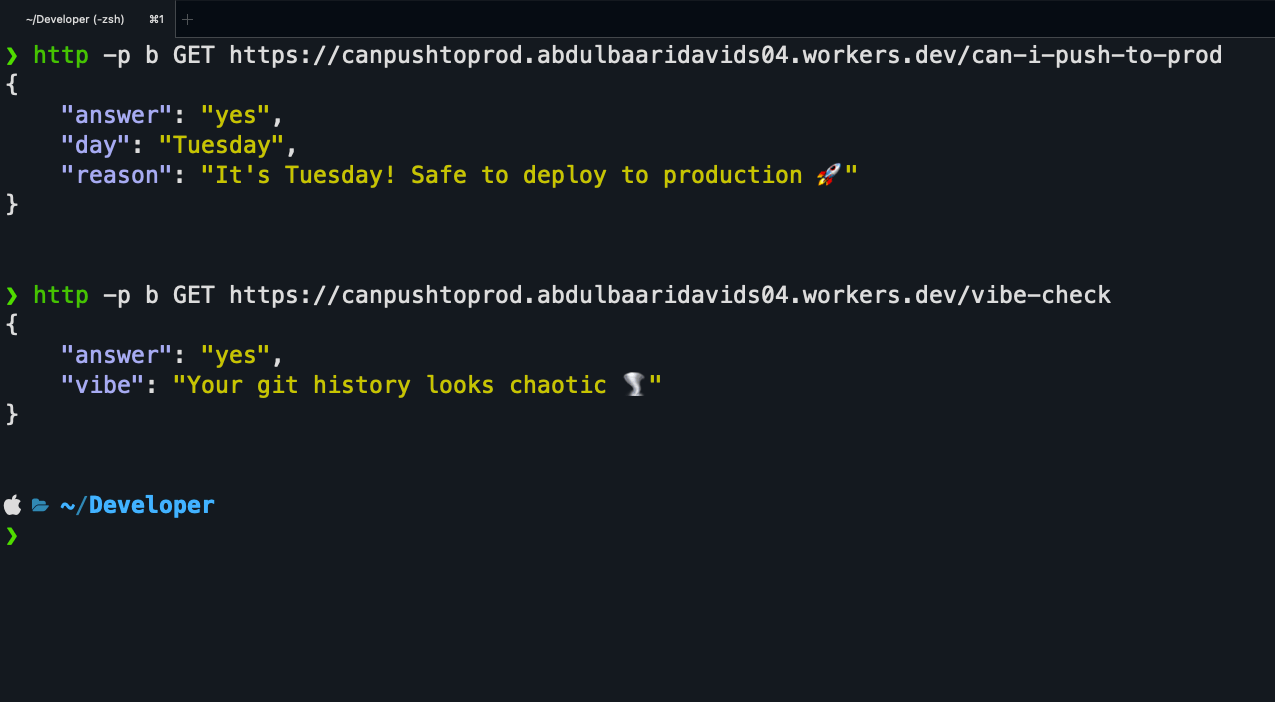 ~/Developer (-zsh) ⌘1 +
❯ http -p b GET https://canpushtoprod.abdulbaaridavids04.workers.dev/can-i-push-to-prod
{
    "answer": "yes",
    "day": "Tuesday",
    "reason": "It's Tuesday! Safe to deploy to production 🚀"
}
❯ http -p b GET https://canpushtoprod.abdulbaaridavids04.workers.dev/vibe-check
{
    "answer": "yes",
    "vibe": "Your git history looks chaotic 🌪️"
}
~/Developer
❯